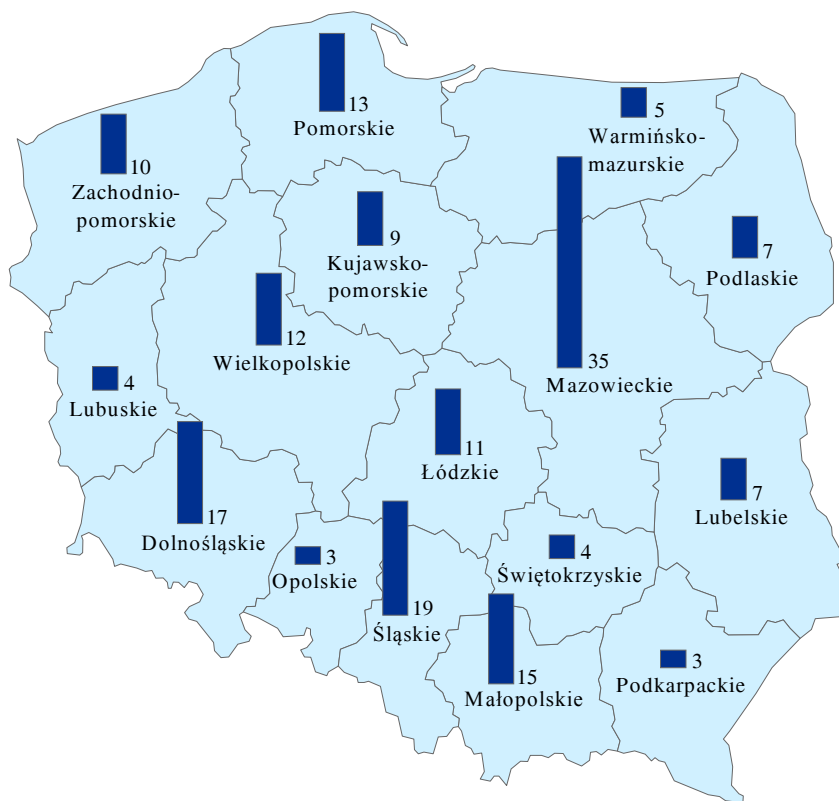 13
Pomorskie
5
Warmińsko-
mazurskie
10
Zachodnio-
pomorskie
9
Kujawsko-
pomorskie
7
Podlaskie
12
Wielkopolskie
35
Mazowieckie
4
Lubuskie
11
Łódzkie
7
Lubelskie
17
Dolnośląskie
3
Opolskie
4
Świętokrzyskie
19
Śląskie
15
Małopolskie
3
Podkarpackie